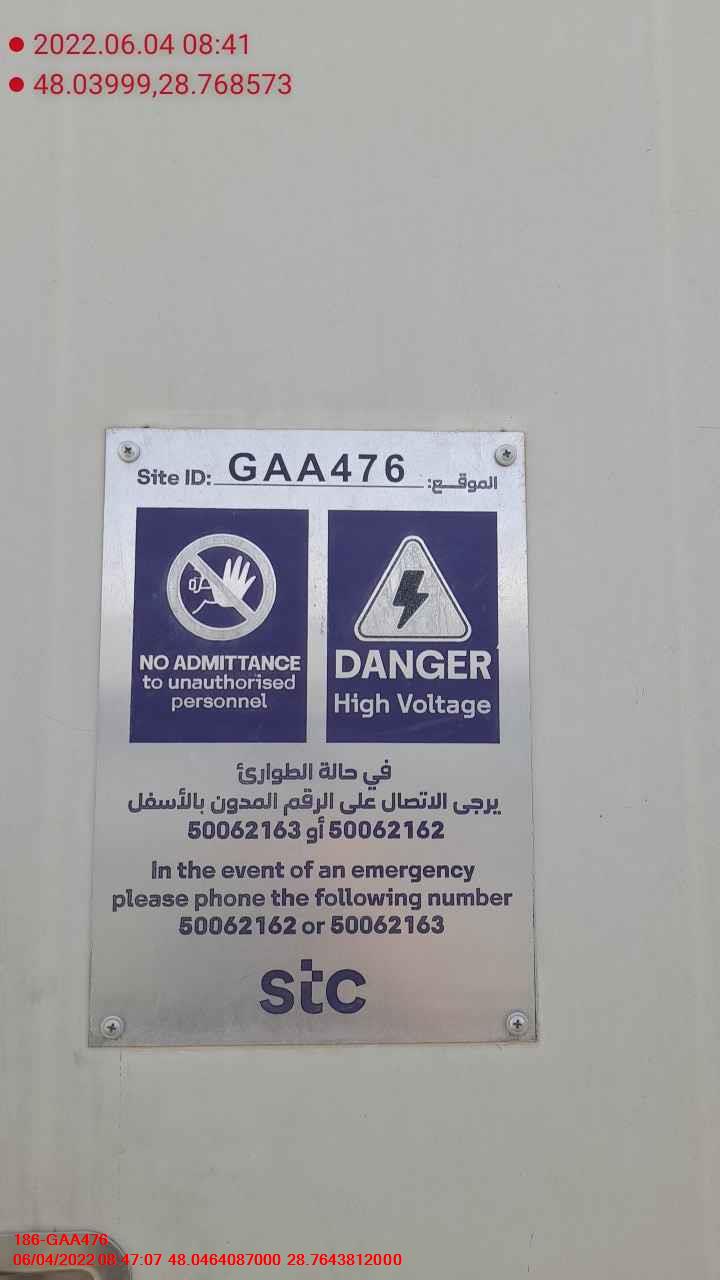 2022.06.04 08:41
48.03999,28.768573
Site ID: GAA476 الموقـــع:
NO ADMITTANCE
to unauthorised
personnel
DANGER
High Voltage
في حالة الطوارئ
يرجى الاتصال على الرقم المدون بالأسفل
50062162 أو 50062163
In the event of an emergency
please phone the following number
50062162 or 50062163
stc
186-GAA476
06/04/2022 08:47:07 48.0464087000 28.7643812000